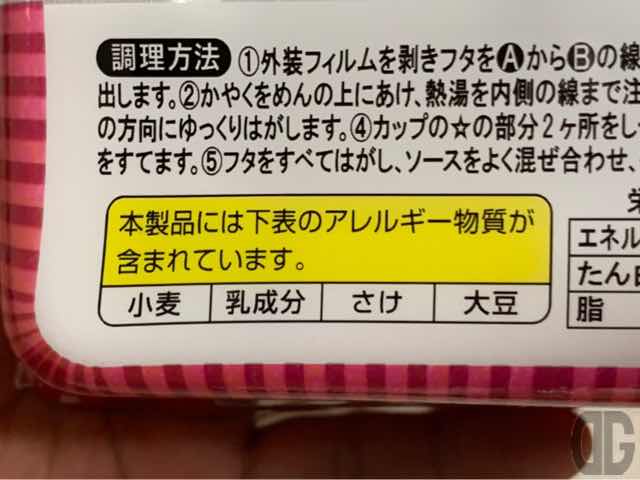 調理方法 ①外装フィルムを剥きフタをⒶからⒷの線
出します。②かやくをめんの上にあけ、熱湯を内側の線まで注
の方向にゆっくりはがします。④カップの☆の部分2ヶ所をし
をすてます。⑤フタをすべてはがし、ソースをよく混ぜ合わせ、
本製品には下表のアレルギー物質が
含まれています。
小麦 乳成分 さけ 大豆
栄
エネル
たん白
脂
DG